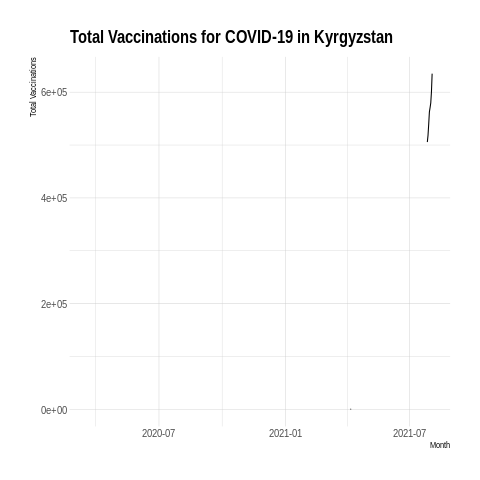 Total Vaccinations for COVID-19 in Kyrgyzstan
Total Vaccinations
6e+05
4e+05
2e+05
0e+00
2020-07 2021-01 2021-07
Month